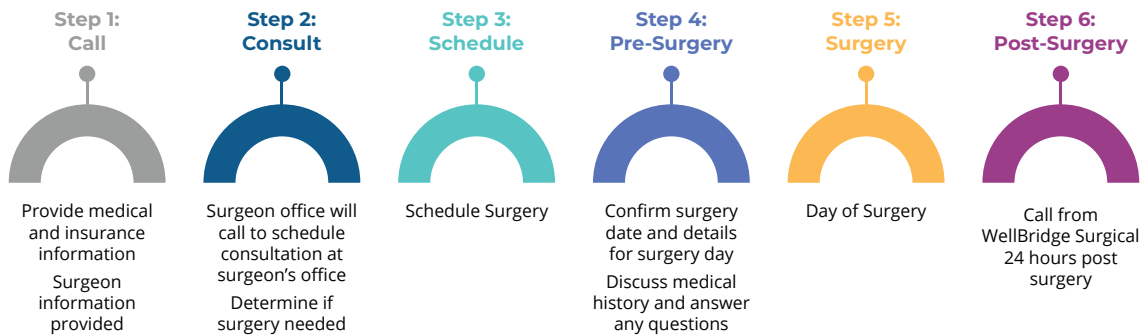 Step 1:
Call
Provide medical
and insurance
information
Surgeon
information
provided
Step 2:
Consult
Surgeon office will
call to schedule
consultation at
surgeon’s office
Determine if
surgery needed
Step 3:
Schedule
Schedule Surgery
Step 4:
Pre-Surgery
Confirm surgery
date and details
for surgery day
Discuss medical
history and answer
any questions
Step 5:
Surgery
Day of Surgery
Step 6:
Post-Surgery
Call from
WellBridge Surgical
24 hours post
surgery